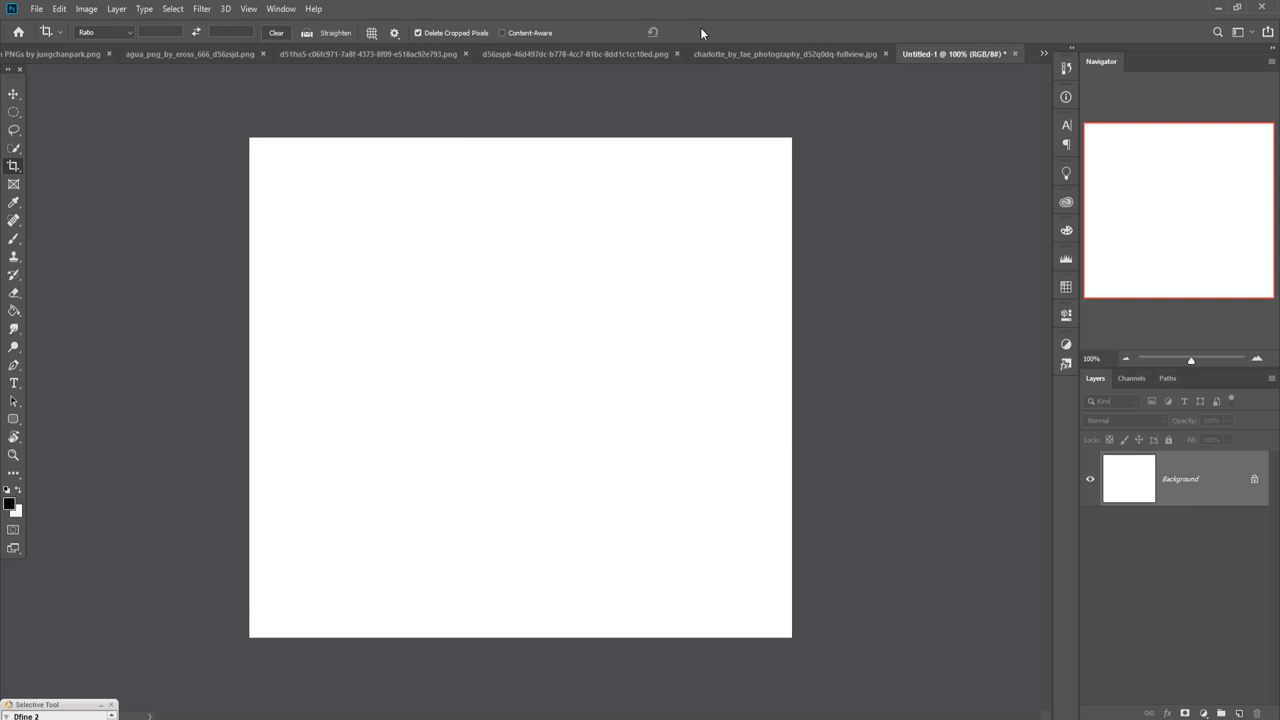 Ps File Edit Image Layer Type Select Filter 3D View Window Help
Ratio Clear Straighten Delete Cropped Pixels Content-Aware
PNGs by jungchanpark.png × agua_png_by_eross_666_d56zsjd.png × d51fss5-c06fc971-7a8f-4373-8f09-e518ac92e793.png × d56zspb-46d497dc-b778-4cc7-81bc-8dd1c1cc10ed.png × charlotte_by_fae_photography_d52q0dq-fullview.jpg × Untitled-1 @ 100% (RGB/8#) * ×
Navigator
100%
Layers Channels Paths
Kind
Normal Opacity: 100%
Lock: Fill: 100%
Background
Selective Tool
Dfine 2